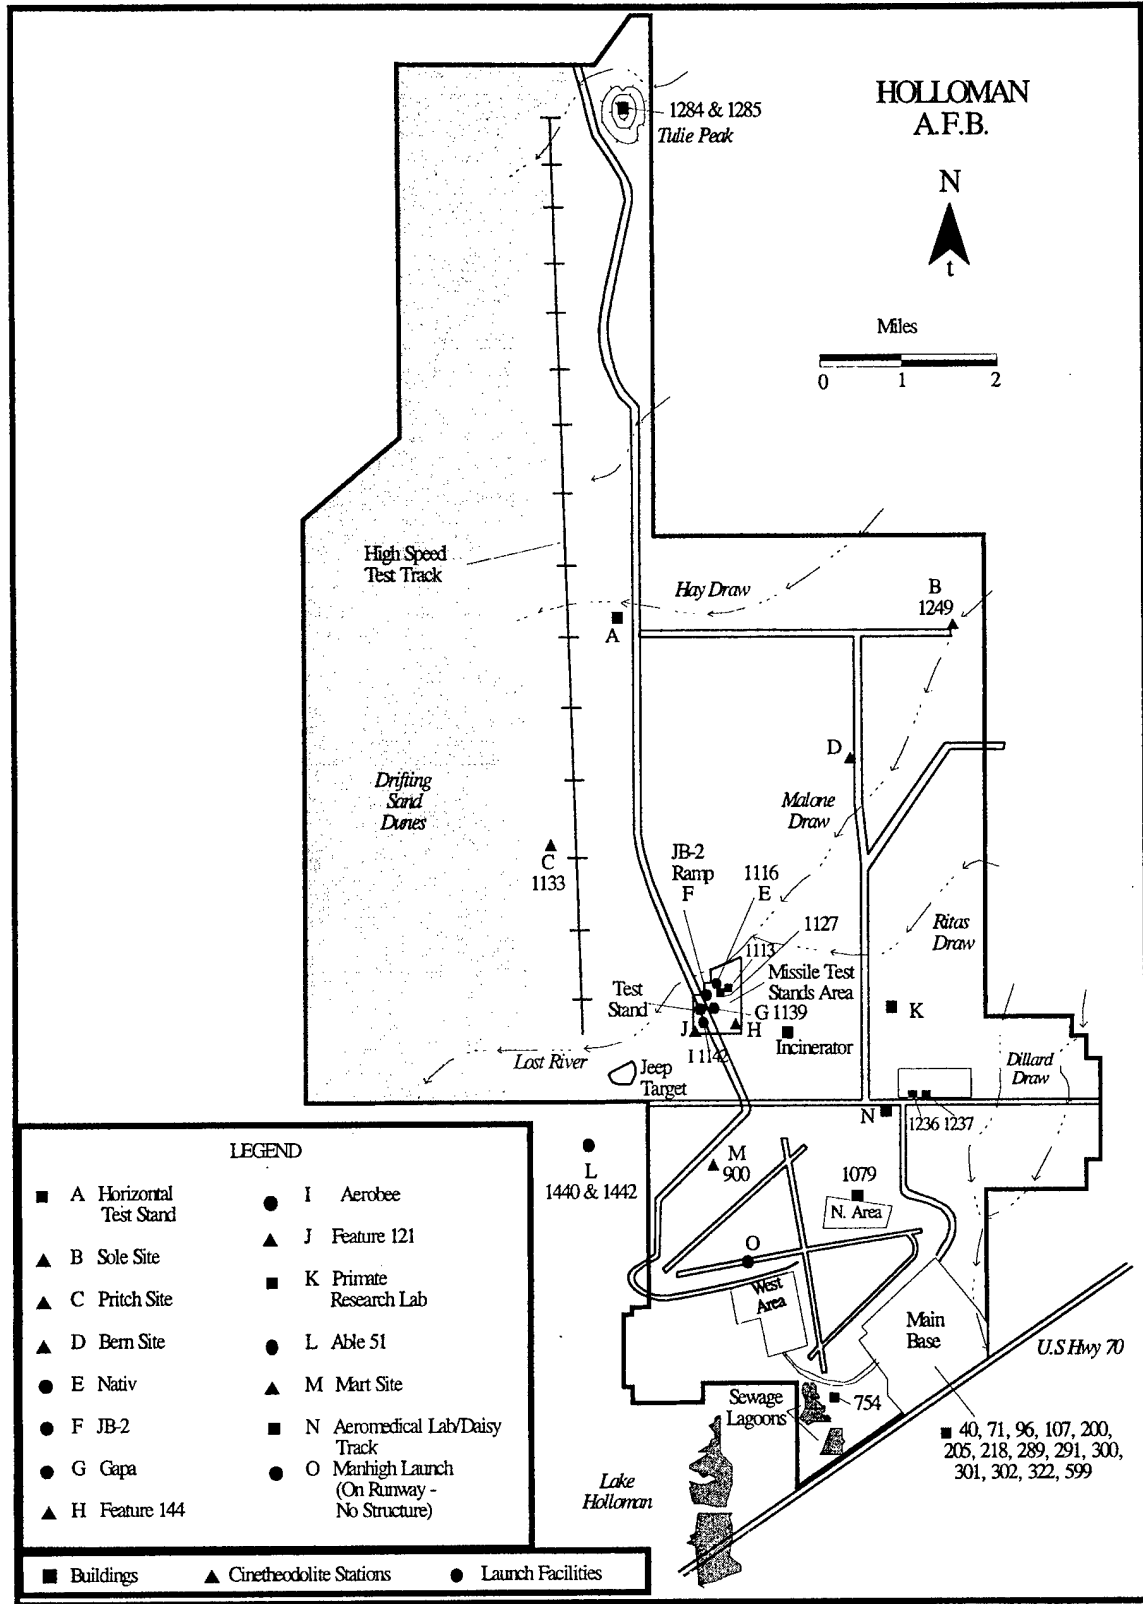 HOLLOMAN
A.F.B.
N
t
Miles
0 1 2
1284 & 1285
Tulie Peak
High Speed
Test Track
Hay Draw
B
1249
A
D
Drifting
Sand
Dunes
Malone
Draw
C
1133
JB-2
Ramp
F
1116
E
1127
1113
Ritas
Draw
Missile Test
Stands Area
Test
Stand
G 1139
K
J
H
I 1142
Incinerator
Lost River
Jeep
Target
Dillard
Draw
N
1236 1237
L
1440 & 1442
M
900
1079
N. Area
O
West
Area
Main
Base
U.S Hwy 70
Sewage
Lagoons
754
40, 71, 96, 107, 200,
205, 218, 289, 291, 300,
301, 302, 322, 599
Lake
Holloman
LEGEND
A Horizontal
Test Stand
B Sole Site
C Pritch Site
D Bern Site
E Nativ
F JB-2
G Gapa
H Feature 144
I Aerobee
J Feature 121
K Primate
Research Lab
L Able 51
M Mart Site
N Aeromedical Lab/Daisy
Track
O Manhigh Launch
(On Runway -
No Structure)
Buildings
Cinetheodolite Stations
Launch Facilities